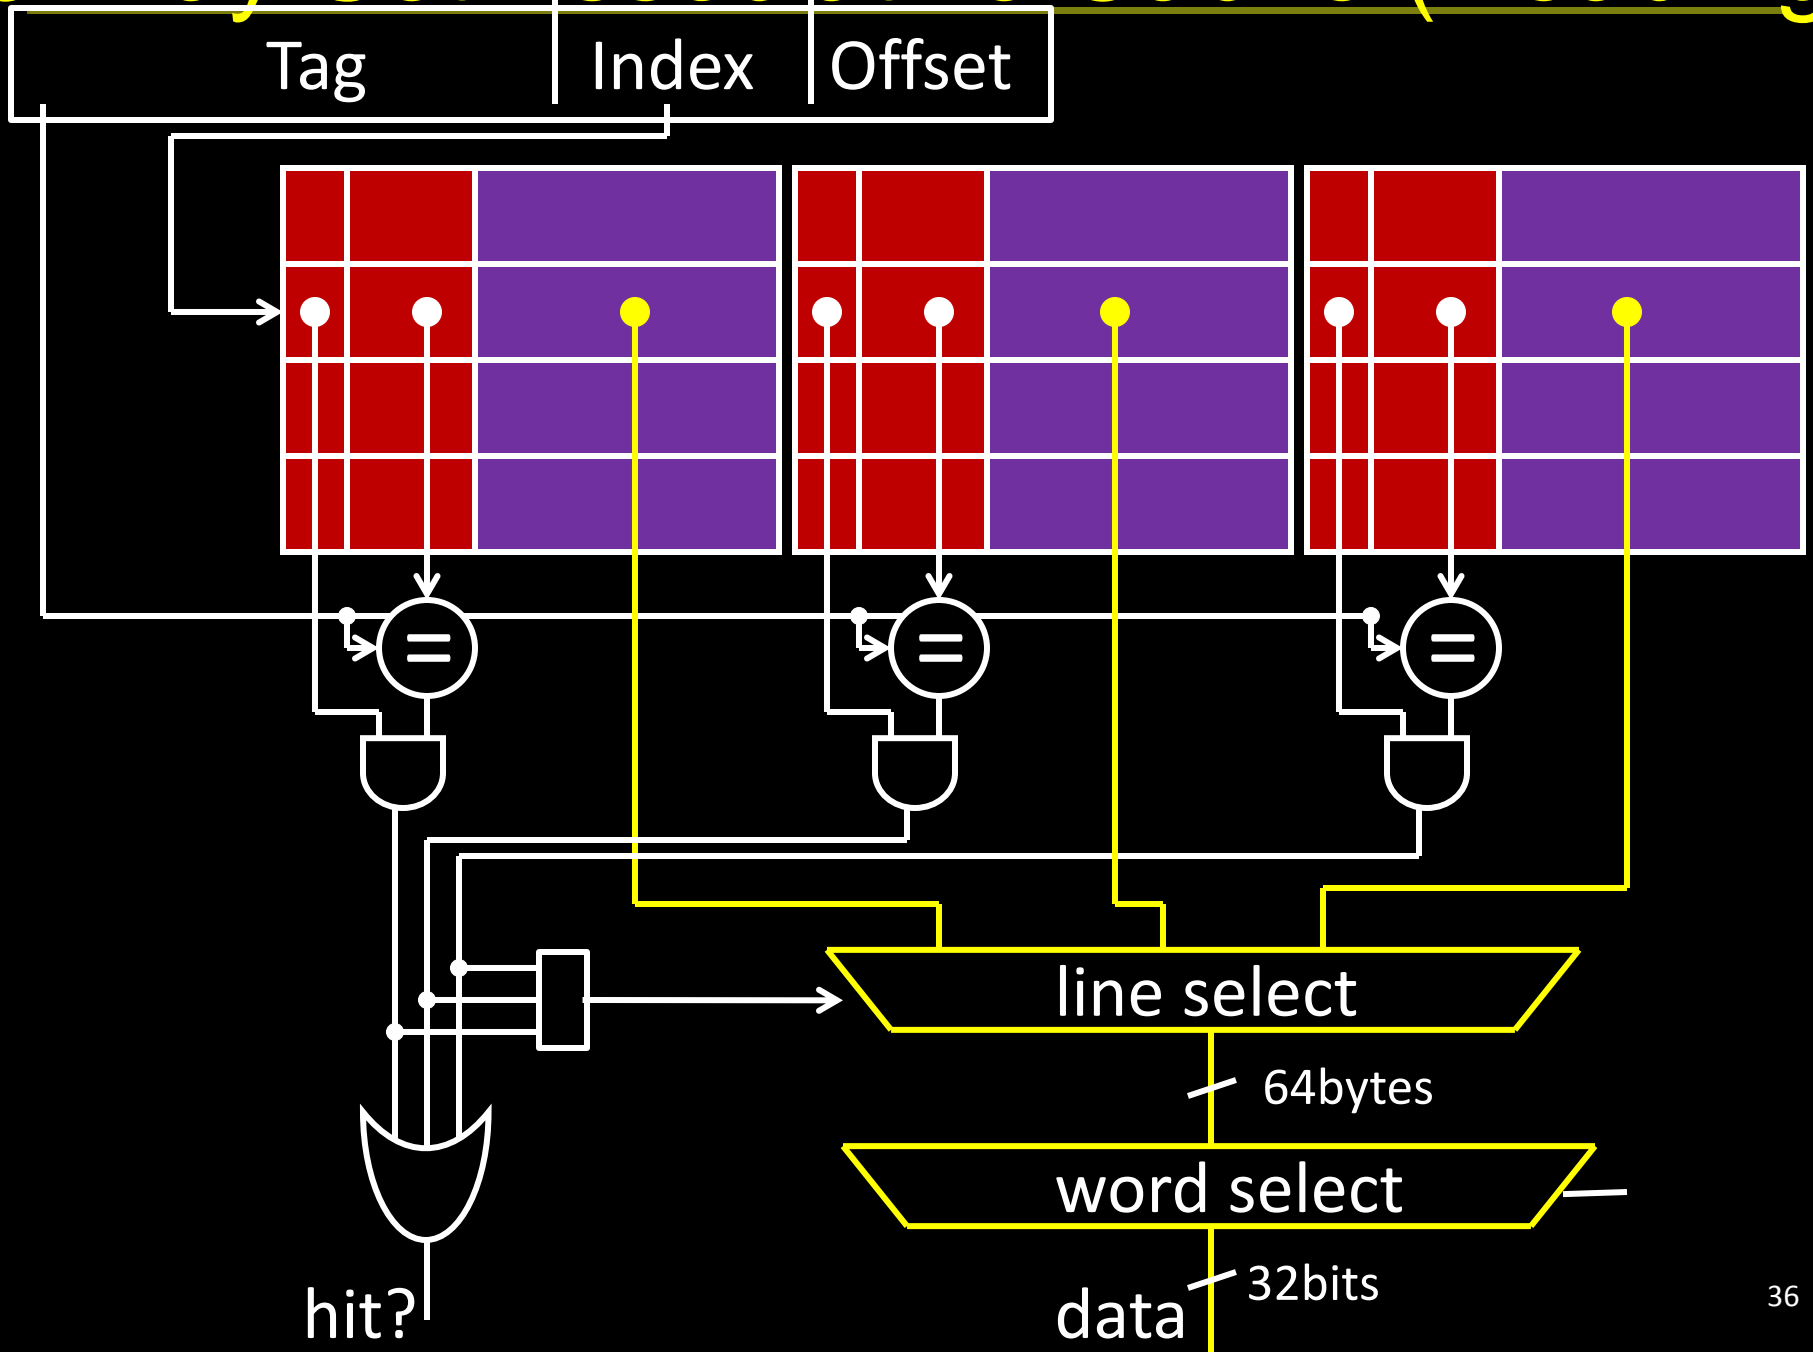 Tag Index Offset
=
=
=
line select
64bytes
word select
32bits
hit?
data
36